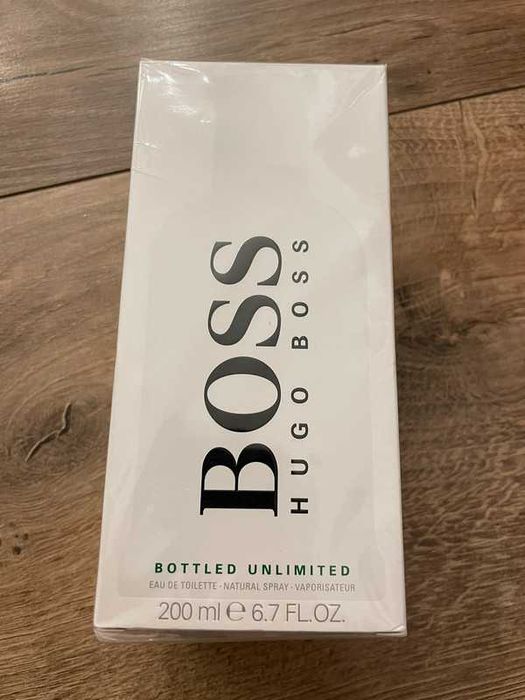 BOSS
HUGO BOSS
BOTTLED UNLIMITED
EAU DE TOILETTE · NATURAL SPRAY · VAPORISATEUR
200 ml ℮ 6.7 FL.OZ.